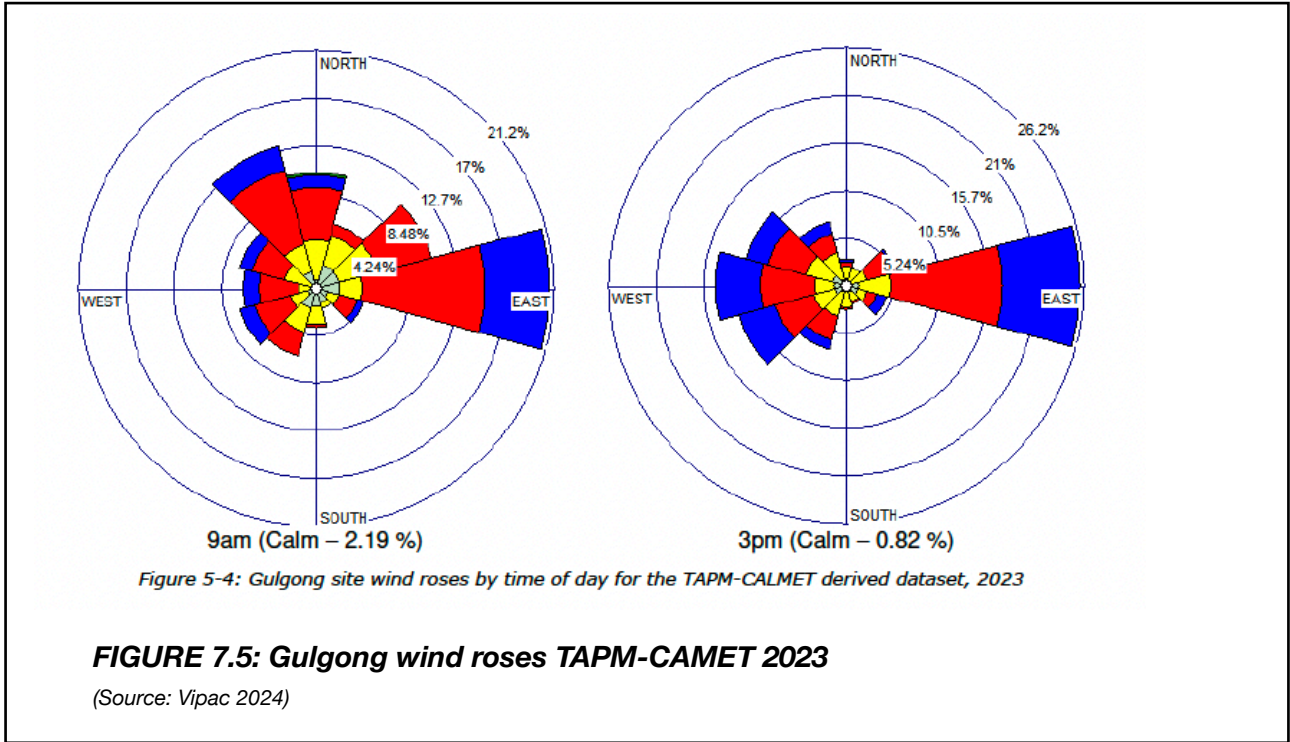 NORTH
21.2%
17%
12.7%
8.48%
4.24%
WEST
EAST
SOUTH
9am (Calm – 2.19 %)
NORTH
26.2%
21%
15.7%
10.5%
5.24%
WEST
EAST
SOUTH
3pm (Calm – 0.82 %)
Figure 5-4: Gulgong site wind roses by time of day for the TAPM-CALMET derived dataset, 2023
FIGURE 7.5: Gulgong wind roses TAPM-CAMET 2023
(Source: Vipac 2024)